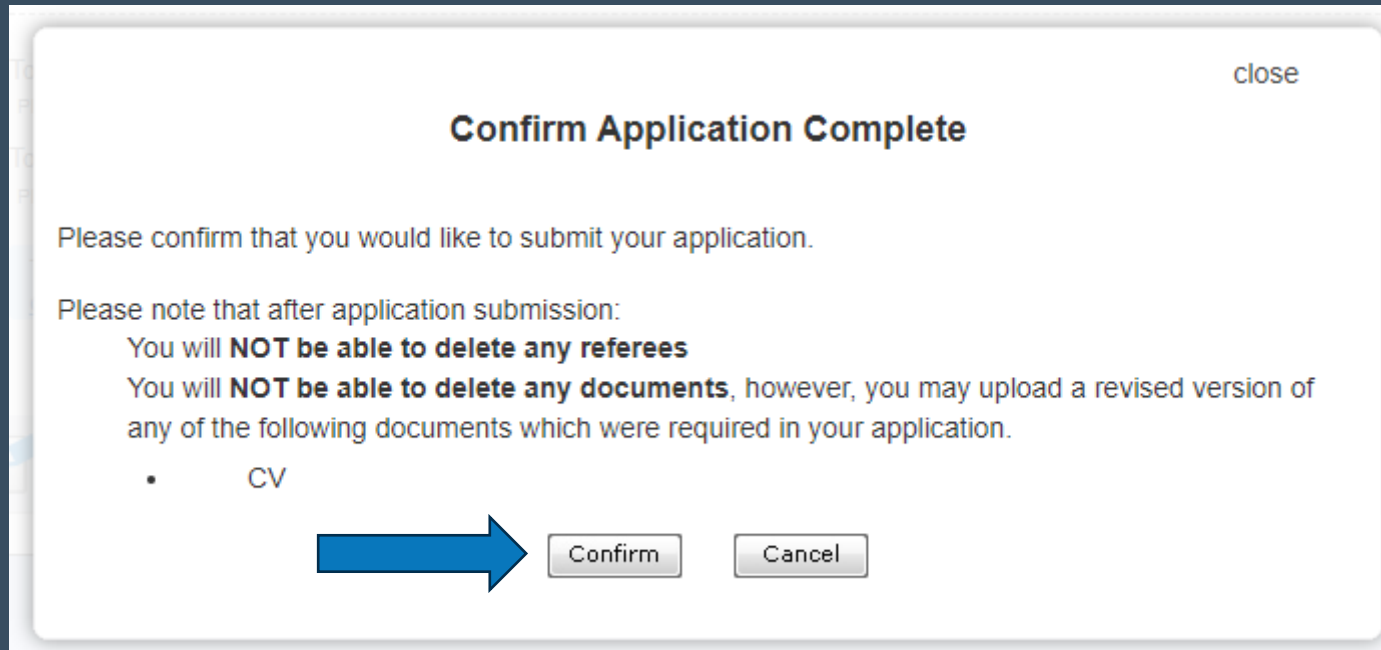 close
Confirm Application Complete
Please confirm that you would like to submit your application.
Please note that after application submission:
You will NOT be able to delete any referees
You will NOT be able to delete any documents, however, you may upload a revised version of
any of the following documents which were required in your application.
• CV
Confirm Cancel